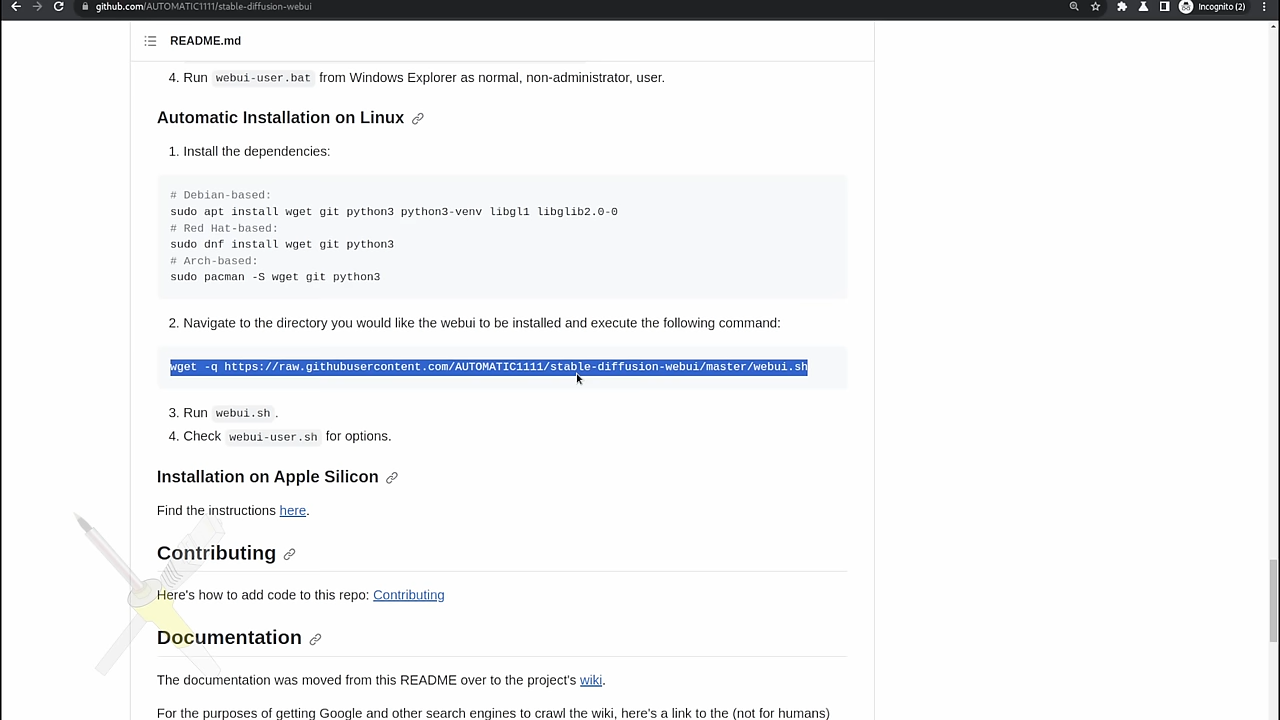 github.com/AUTOMATIC1111/stable-diffusion-webui
Incognito (2)
README.md
4. Run webui-user.bat from Windows Explorer as normal, non-administrator, user.
Automatic Installation on Linux
1. Install the dependencies:
# Debian-based:
sudo apt install wget git python3 python3-venv libgl1 libglib2.0-0
# Red Hat-based:
sudo dnf install wget git python3
# Arch-based:
sudo pacman -S wget git python3
2. Navigate to the directory you would like the webui to be installed and execute the following command:
wget -q https://raw.githubusercontent.com/AUTOMATIC1111/stable-diffusion-webui/master/webui.sh
3. Run webui.sh.
4. Check webui-user.sh for options.
Installation on Apple Silicon
Find the instructions here.
Contributing
Here's how to add code to this repo: Contributing
Documentation
The documentation was moved from this README over to the project's wiki.
For the purposes of getting Google and other search engines to crawl the wiki, here's a link to the (not for humans)